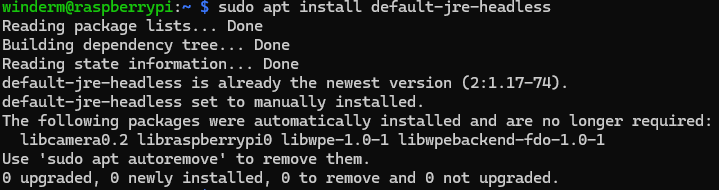 winderm@raspberrypi:~ $ sudo apt install default-jre-headless
Reading package lists... Done
Building dependency tree... Done
Reading state information... Done
default-jre-headless is already the newest version (2:1.17-74).
default-jre-headless set to manually installed.
The following packages were automatically installed and are no longer required:
  libcamera0.2 libraspberrypi0 libwpe-1.0-1 libwpebackend-fdo-1.0-1
Use 'sudo apt autoremove' to remove them.
0 upgraded, 0 newly installed, 0 to remove and 0 not upgraded.